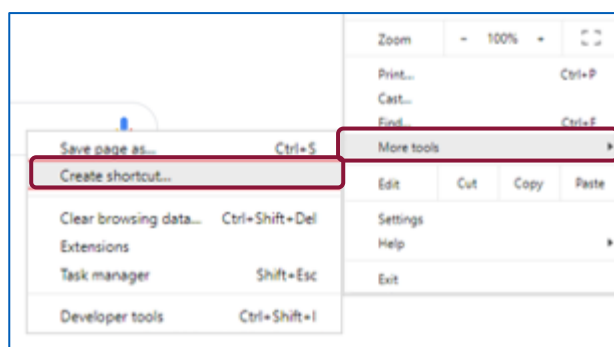 Zoom - 100% +
Print... Ctrl+P
Cast...
Find... Ctrl+F
More tools
Edit Cut Copy Paste
Settings
Help
Exit
Save page as... Ctrl+S
Create shortcut...
Clear browsing data... Ctrl+Shift+Del
Extensions
Task manager Shift+Esc
Developer tools Ctrl+Shift+I